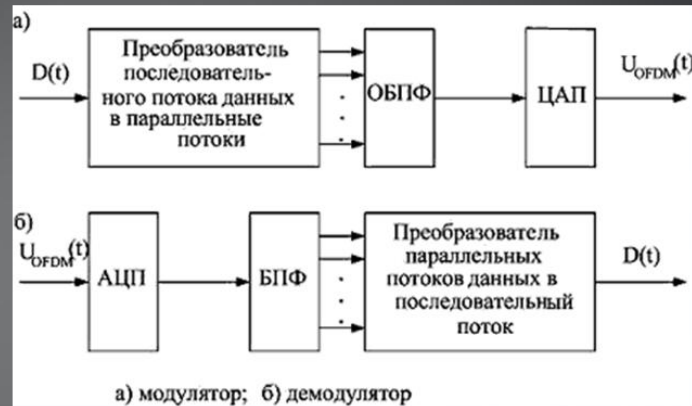 а)
D(t)
Преобразователь
последователь-
ного потока данных
в параллельные
потоки
ОБПФ
ЦАП
U_OFDM(t)
б)
U_OFDM(t)
АЦП
БПФ
Преобразователь
параллельных
потоков данных в
последовательный
поток
D(t)
а) модулятор; б) демодулятор